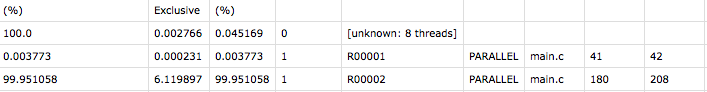 (%) Exclusive (%)
100.0 0.002766 0.045169 0 [unknown: 8 threads]
0.003773 0.000231 0.003773 1 R00001 PARALLEL main.c 41 42
99.951058 6.119897 99.951058 1 R00002 PARALLEL main.c 180 208